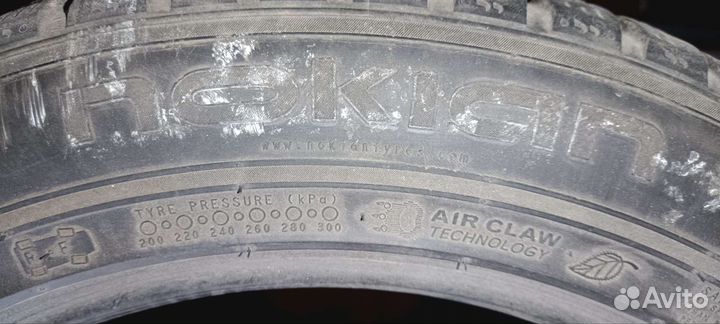 nokian
www.nokiantyres.com
TYRE PRESSURE (kPa)
200 220 240 260 280 300
AIR CLAW
TECHNOLOGY
F F
Avito